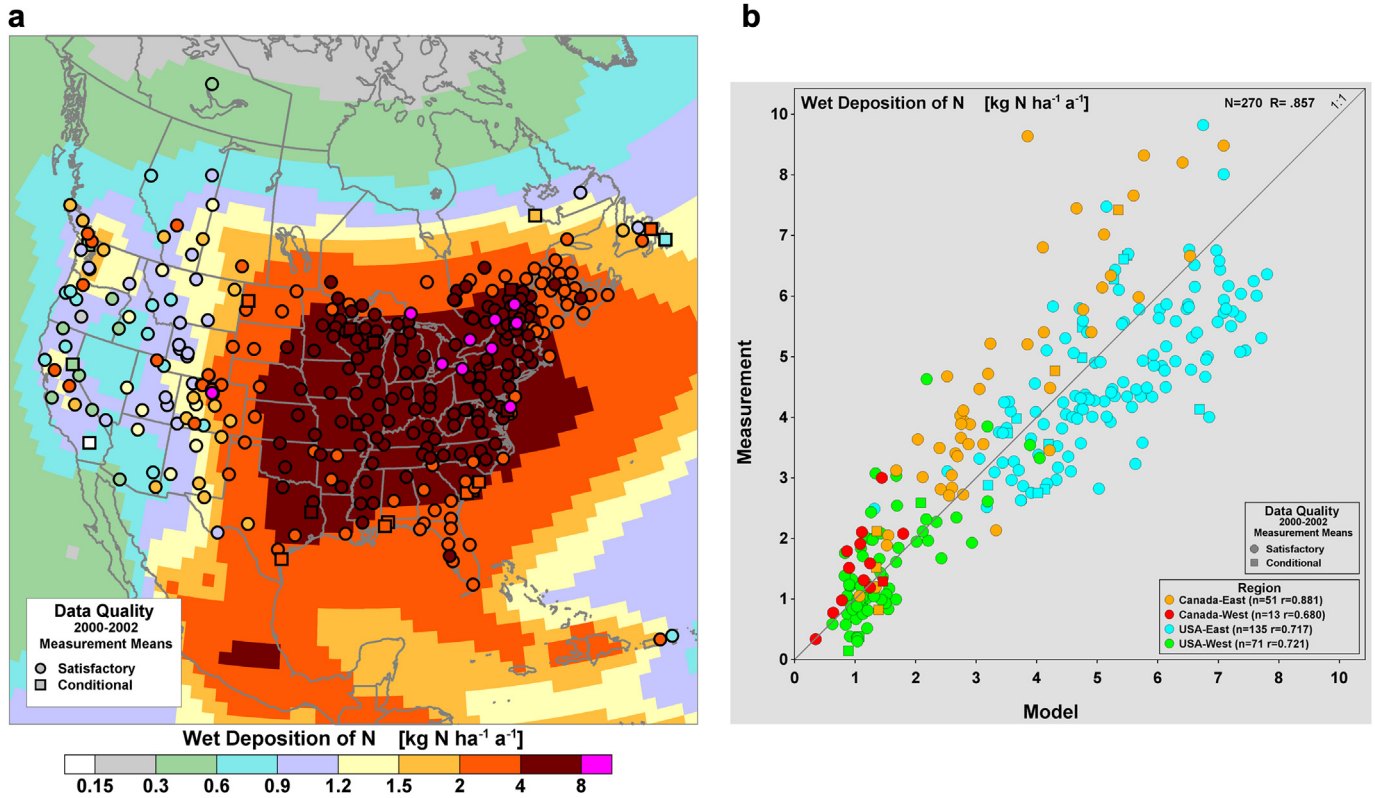 a
Data Quality
2000-2002
Measurement Means
Satisfactory
Conditional
Wet Deposition of N [kg N ha⁻¹ a⁻¹]
0.15 0.3 0.6 0.9 1.2 1.5 2 4 8
b
Wet Deposition of N [kg N ha⁻¹ a⁻¹] N=270 R= .857 1:1
10
9
8
7
6
5
4
3
2
1
0
Measurement
Data Quality
2000-2002
Measurement Means
Satisfactory
Conditional
Region
Canada-East (n=51 r=0.881)
Canada-West (n=13 r=0.680)
USA-East (n=135 r=0.717)
USA-West (n=71 r=0.721)
0 1 2 3 4 5 6 7 8 9 10
Model